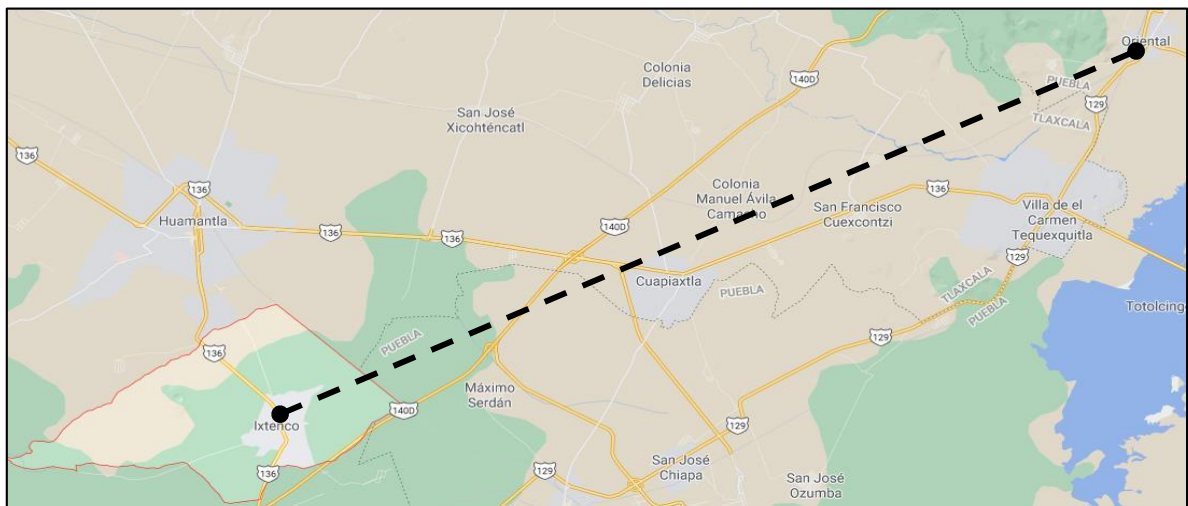 Oriental
Colonia
Delicias
140D
PUEBLA
129
TLAXCALA
San José
Xicohténcatl
136
136
Huamantla
136
136
140D
Colonia
Manuel Ávila
Camacho
San Francisco
Cuexcontzi
136
Villa de el
Carmen
Tequexquitla
129
Cuapiaxtla
PUEBLA
TLAXCALA
PUEBLA
Totolcingo
PUEBLA
136
129
Máximo
Serdán
140D
Ixtenco
129
136
129
San José
Chiapa
San José
Ozumba